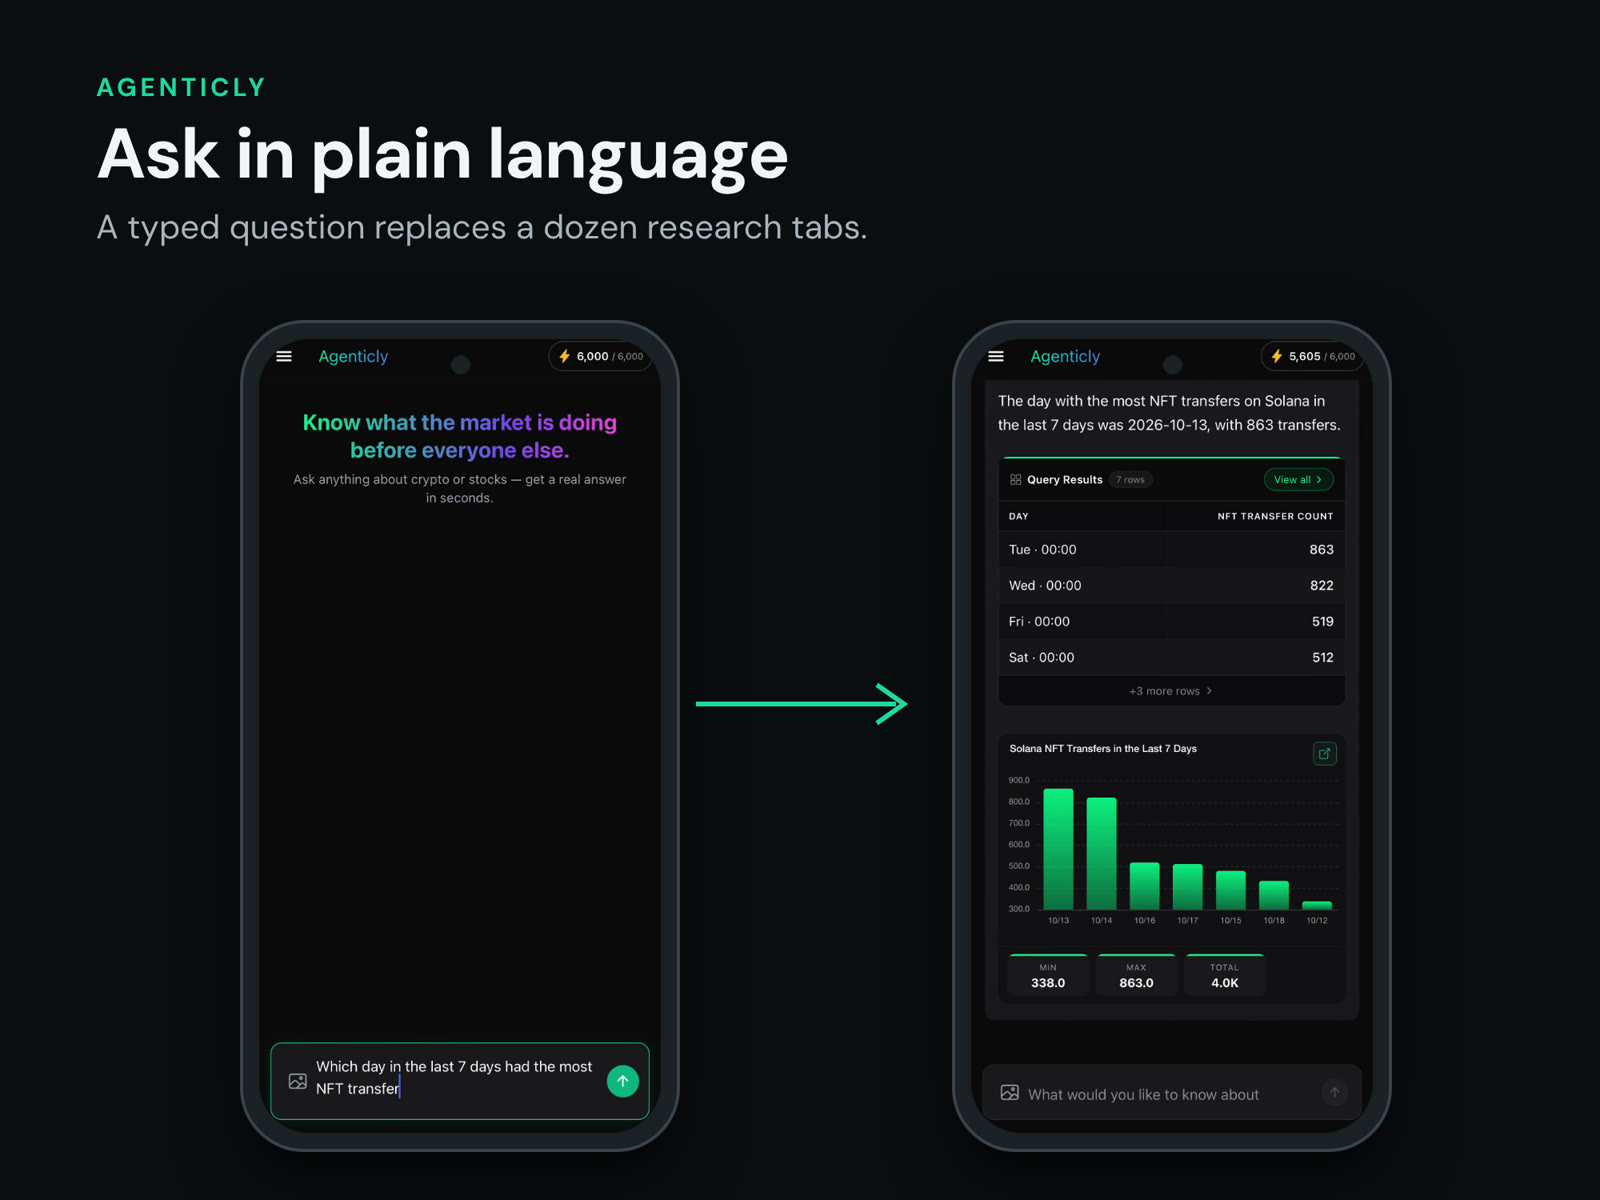 AGENTICLY
Ask in plain language
A typed question replaces a dozen research tabs.
Agenticly
6,000 / 6,000
Know what the market is doing
before everyone else.
Ask anything about crypto or stocks — get a real answer
in seconds.
Which day in the last 7 days had the most
NFT transfer
Agenticly
5,605 / 6,000
The day with the most NFT transfers on Solana in
the last 7 days was 2026-10-13, with 863 transfers.
Query Results 7 rows View all >
DAY NFT TRANSFER COUNT
Tue · 00:00 863
Wed · 00:00 822
Fri · 00:00 519
Sat · 00:00 512
+3 more rows >
Solana NFT Transfers in the Last 7 Days
900.0
800.0
700.0
600.0
500.0
400.0
300.0
10/13 10/14 10/16 10/17 10/15 10/18 10/12
MIN MAX TOTAL
338.0 863.0 4.0K
What would you like to know about